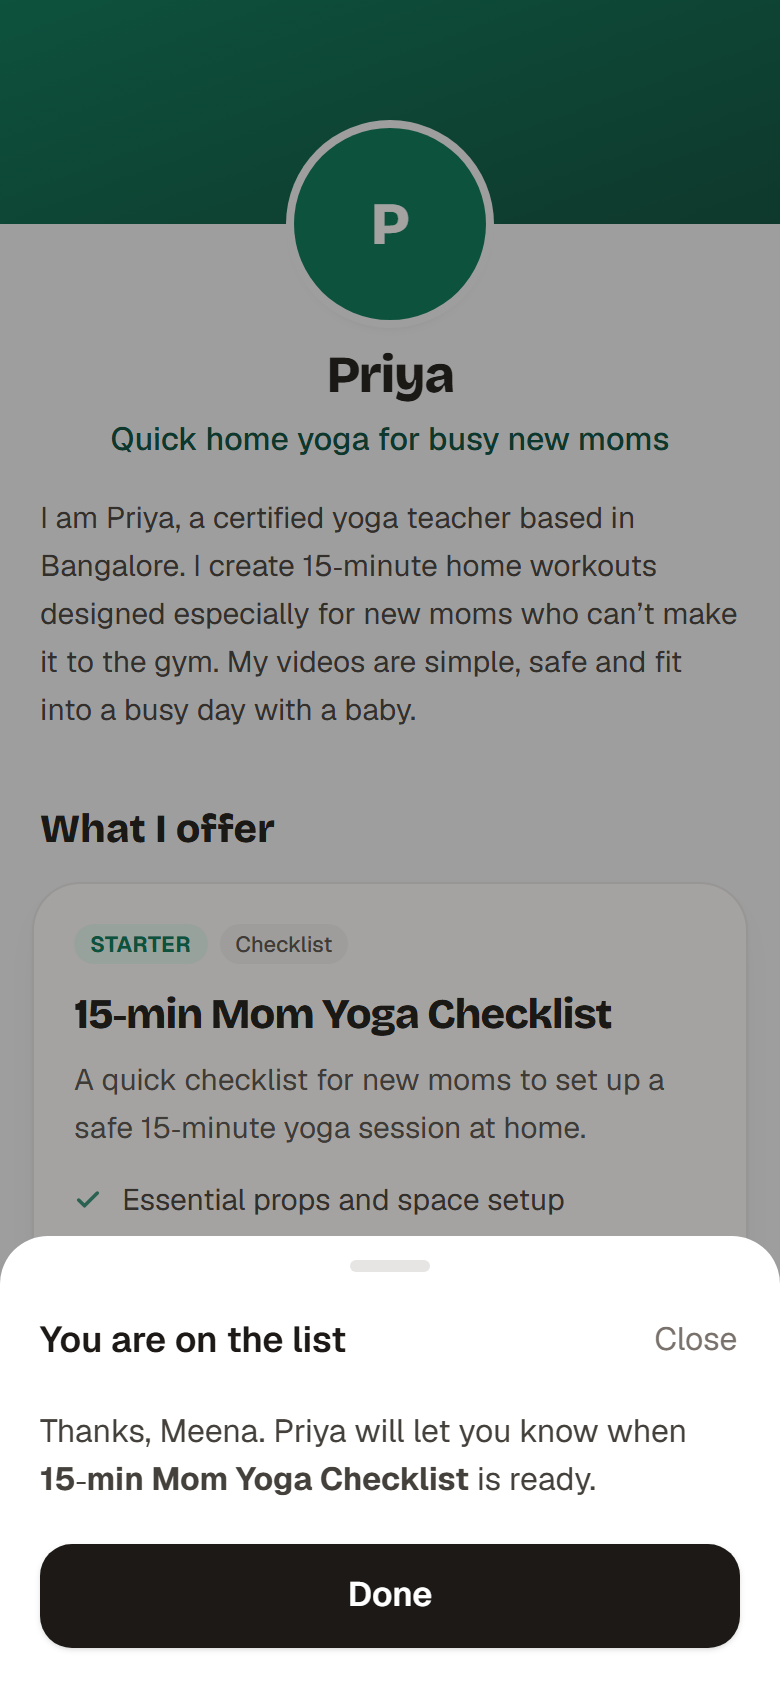 P
Priya
Quick home yoga for busy new moms
I am Priya, a certified yoga teacher based in
Bangalore. I create 15-minute home workouts
designed especially for new moms who can’t make
it to the gym. My videos are simple, safe and fit
into a busy day with a baby.
What I offer
STARTER Checklist
15-min Mom Yoga Checklist
A quick checklist for new moms to set up a
safe 15-minute yoga session at home.
Essential props and space setup
You are on the list Close
Thanks, Meena. Priya will let you know when
15-min Mom Yoga Checklist is ready.
Done